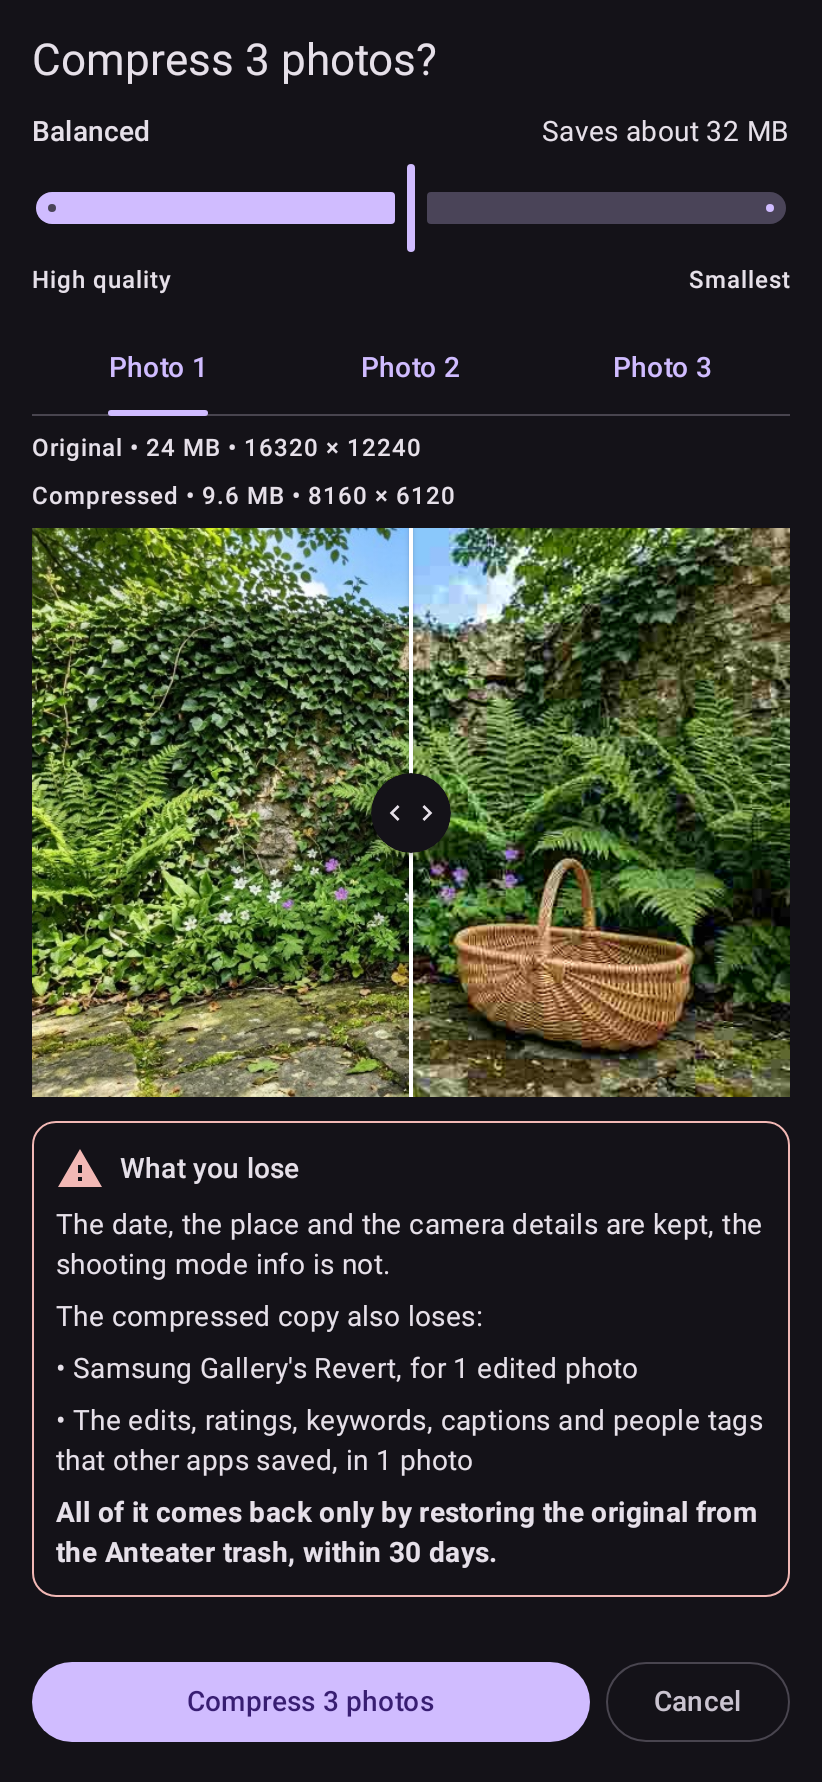 Compress 3 photos?
Balanced
Saves about 32 MB
High quality
Smallest
Photo 1
Photo 2
Photo 3
Original • 24 MB • 16320 × 12240
Compressed • 9.6 MB • 8160 × 6120
What you lose
The date, the place and the camera details are kept, the
shooting mode info is not.
The compressed copy also loses:
• Samsung Gallery's Revert, for 1 edited photo
• The edits, ratings, keywords, captions and people tags
that other apps saved, in 1 photo
All of it comes back only by restoring the original from
the Anteater trash, within 30 days.
Compress 3 photos
Cancel